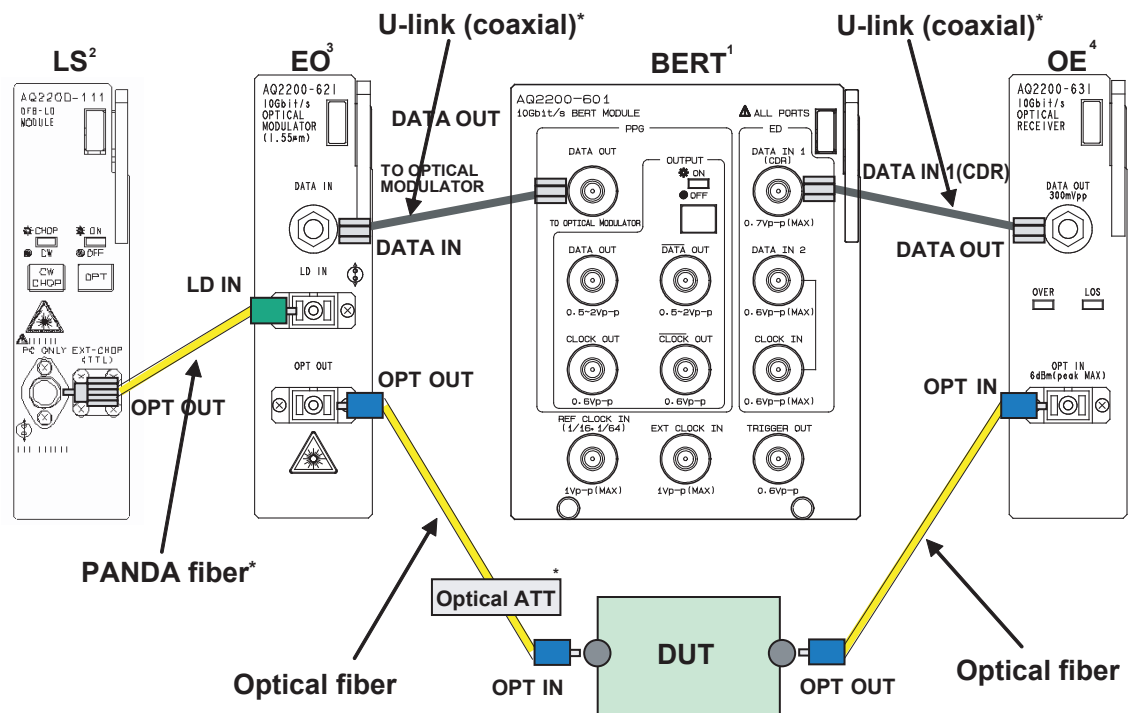 U-link (coaxial)*
U-link (coaxial)*
LS2
EO3
BERT1
OE4
AQ2200-111
DFB-LD
MODULE
CHOP
CW
ON
OFF
CW
CHOP
OPT
PC ONLY
EXT-CHOP
(TTL)
OPT OUT
PANDA fiber*
AQ2200-621
10Gbit/s
OPTICAL
MODULATOR
(1.55μm)
DATA IN
LD IN
LD IN
OPT OUT
OPT OUT
DATA OUT
TO OPTICAL
MODULATOR
DATA IN
AQ2200-601
10Gbit/s BERT MODULE
ALL PORTS
PPG
ED
DATA OUT
TO OPTICAL MODULATOR
OUTPUT
ON
OFF
DATA IN 1
(CDR)
0.7Vp-p(MAX)
DATA OUT
0.5-2Vp-p
DATA OUT
0.5-2Vp-p
DATA IN 2
0.6Vp-p(MAX)
CLOCK OUT
0.6Vp-p
CLOCK OUT
0.6Vp-p
CLOCK IN
0.6Vp-p(MAX)
REF CLOCK IN
(1/16,1/64)
1Vp-p(MAX)
EXT CLOCK IN
1Vp-p(MAX)
TRIGGER OUT
0.6Vp-p
DATA IN 1(CDR)
DATA OUT
AQ2200-631
10Gbit/s
OPTICAL
RECEIVER
DATA OUT
300mVpp
OVER
LOS
OPT IN
6dBm(peak MAX)
OPT IN
Optical ATT*
Optical fiber
OPT IN
DUT
OPT OUT
Optical fiber